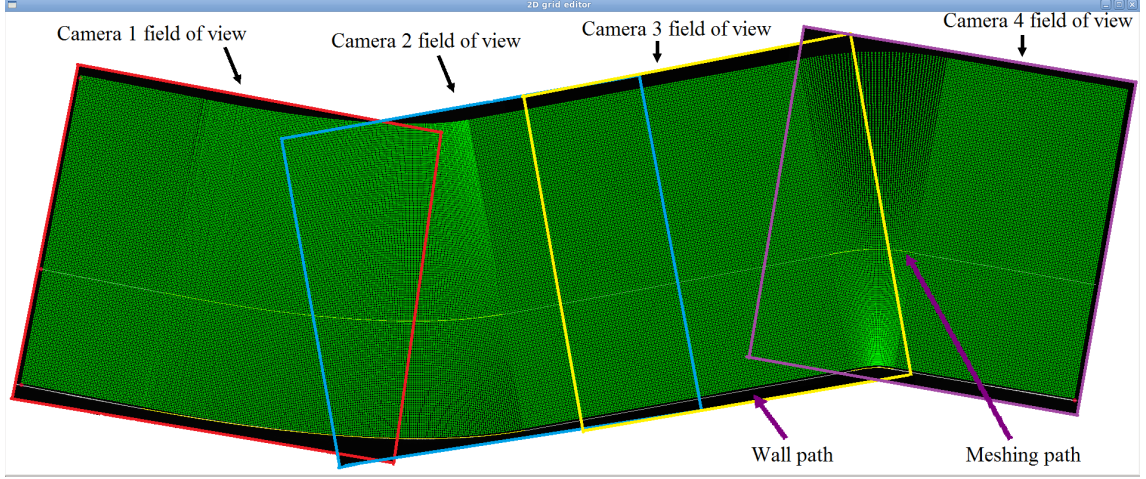 2D grid editor
Camera 1 field of view
Camera 2 field of view
Camera 3 field of view
Camera 4 field of view
Wall path
Meshing path